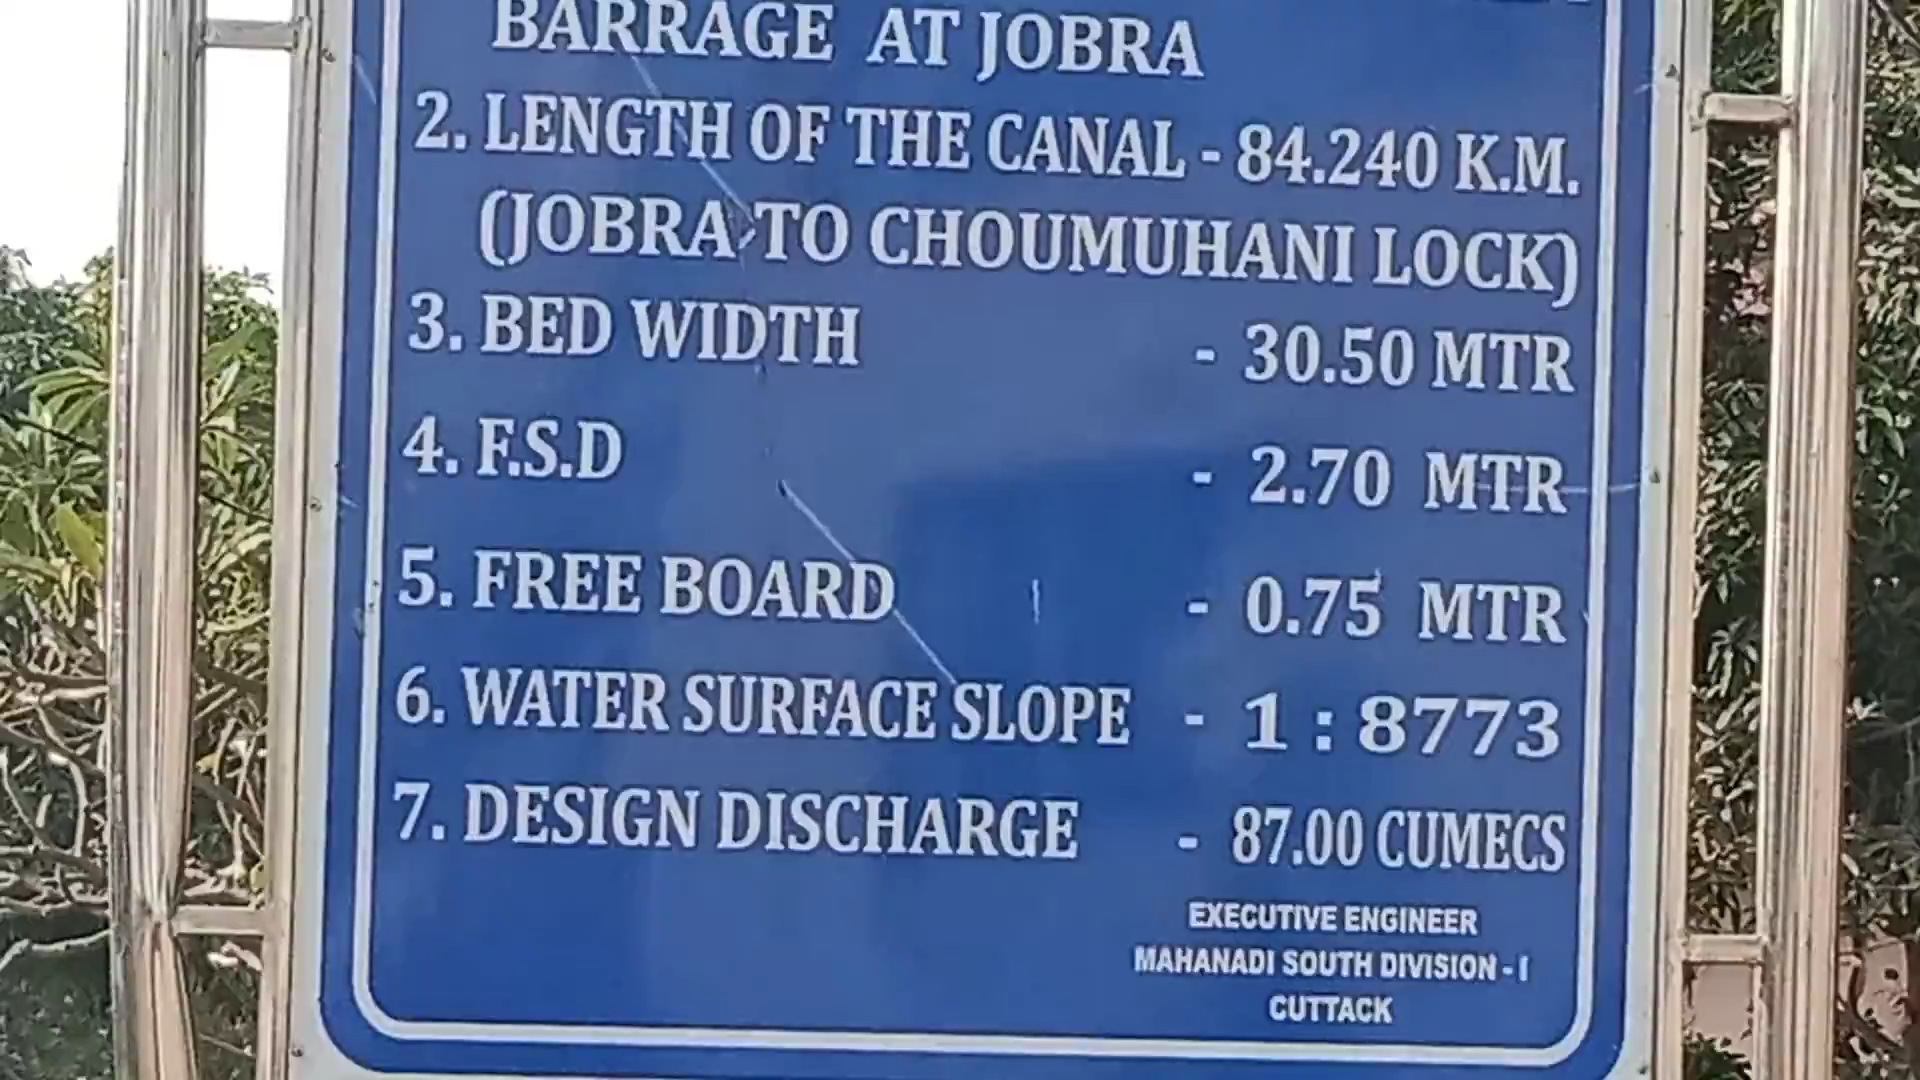 BARRAGE AT JOBRA
2. LENGTH OF THE CANAL - 84.240 K.M.
(JOBRA TO CHOUMUHANI LOCK)
3. BED WIDTH - 30.50 MTR
4. F.S.D - 2.70 MTR
5. FREE BOARD - 0.75 MTR
6. WATER SURFACE SLOPE - 1 : 8773
7. DESIGN DISCHARGE - 87.00 CUMECS
EXECUTIVE ENGINEER
MAHANADI SOUTH DIVISION - I
CUTTACK